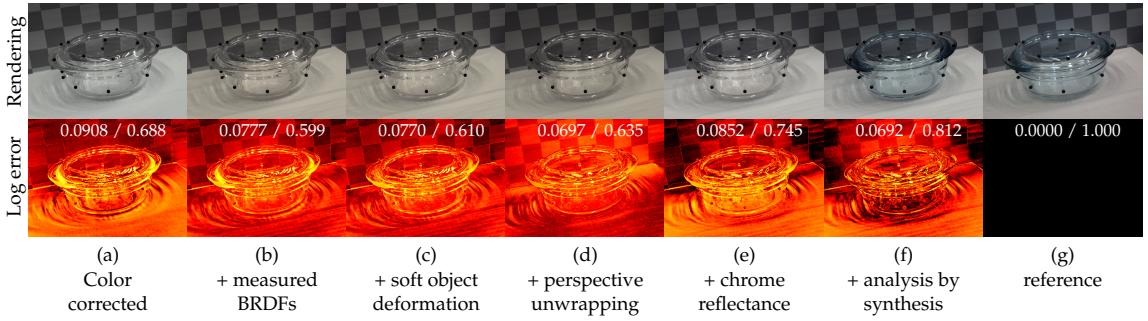 Rendering
Log error
0.0908 / 0.688
0.0777 / 0.599
0.0770 / 0.610
0.0697 / 0.635
0.0852 / 0.745
0.0692 / 0.812
0.0000 / 1.000
(a)
Color
corrected
(b)
+ measured
BRDFs
(c)
+ soft object
deformation
(d)
+ perspective
unwrapping
(e)
+ chrome
reflectance
(f)
+ analysis by
synthesis
(g)
reference